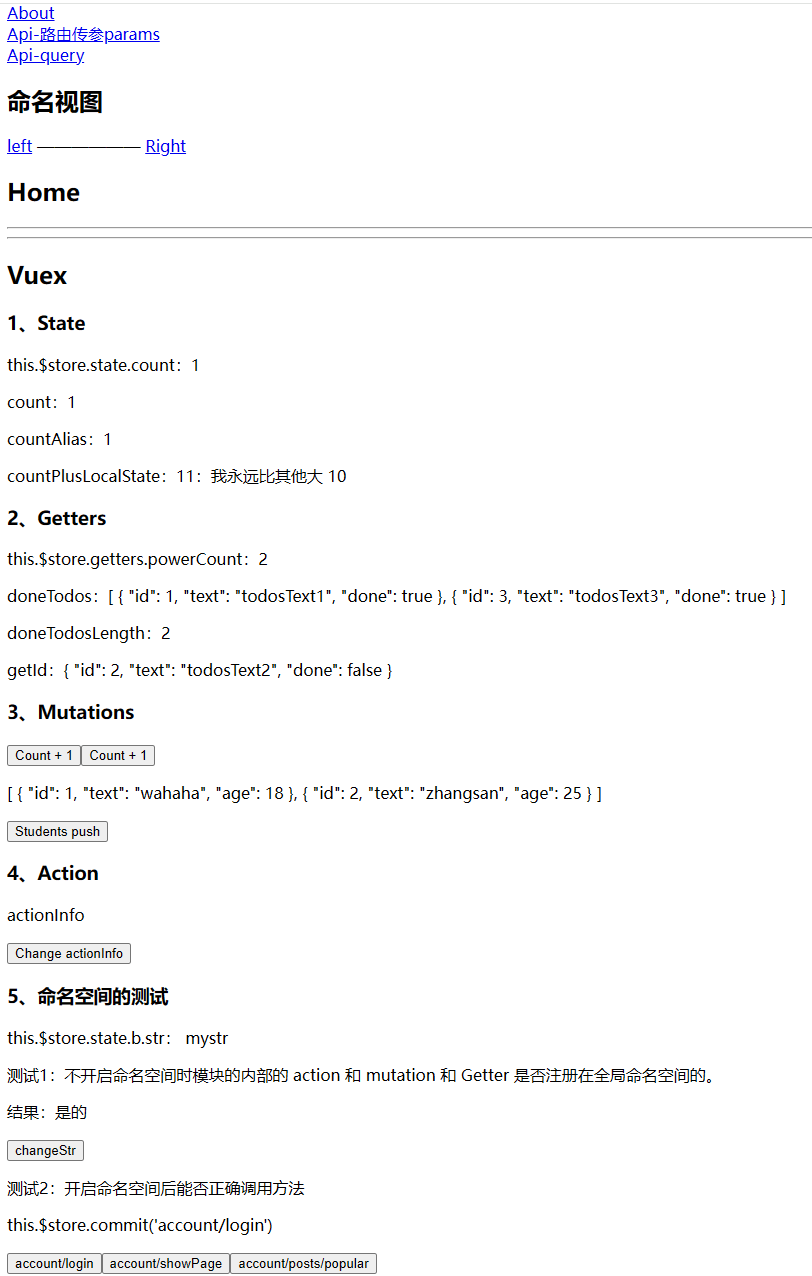 About
Api-路由传参params
Api-query
命名视图
left —————— Right
Home
Vuex
1、State
this.$store.state.count：1
count：1
countAlias：1
countPlusLocalState：11：我永远比其他大 10
2、Getters
this.$store.getters.powerCount：2
doneTodos：[ { "id": 1, "text": "todosText1", "done": true }, { "id": 3, "text": "todosText3", "done": true } ]
doneTodosLength：2
getId：{ "id": 2, "text": "todosText2", "done": false }
3、Mutations
Count + 1 Count + 1
[ { "id": 1, "text": "wahaha", "age": 18 }, { "id": 2, "text": "zhangsan", "age": 25 } ]
Students push
4、Action
actionInfo
Change actionInfo
5、命名空间的测试
this.$store.state.b.str： mystr
测试1：不开启命名空间时模块的内部的 action 和 mutation 和 Getter 是否注册在全局命名空间的。
结果：是的
changeStr
测试2：开启命名空间后能否正确调用方法
this.$store.commit('account/login')
account/login account/showPage account/posts/popular